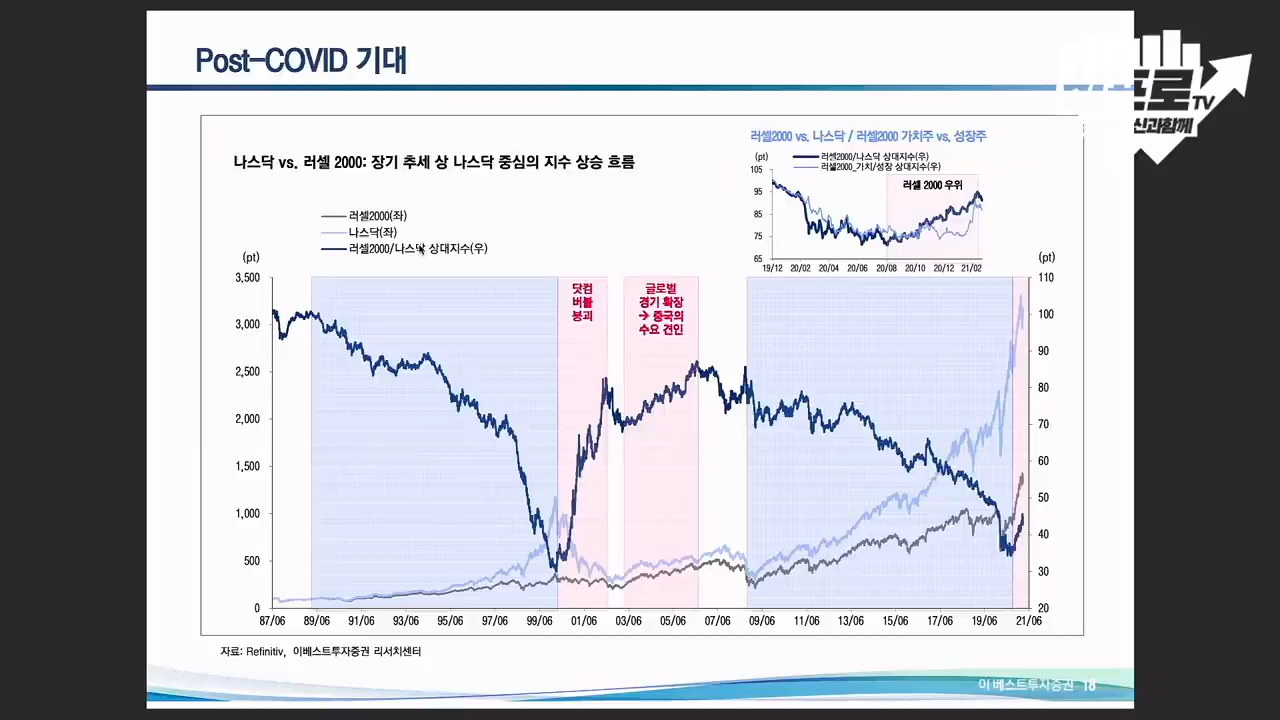 Post-COVID 기대
프로TV
신과함께
러셀2000 vs. 나스닥 / 러셀2000 가치주 vs. 성장주
나스닥 vs. 러셀 2000: 장기 추세 상 나스닥 중심의 지수 상승 흐름
(pt)
러셀2000/나스닥 상대지수(우)
러셀2000_가치/성장 상대지수(우)
105
95
85
75
65
러셀 2000 우위
19/12 20/02 20/04 20/06 20/08 20/10 20/12 21/02
러셀2000(좌)
나스닥(좌)
러셀2000/나스닥 상대지수(우)
(pt)
(pt)
3,500
3,000
2,500
2,000
1,500
1,000
500
0
닷컴
버블
붕괴
글로벌
경기 확장
→ 중국의
수요 견인
110
100
90
80
70
60
50
40
30
20
87/06 89/06 91/06 93/06 95/06 97/06 99/06 01/06 03/06 05/06 07/06 09/06 11/06 13/06 15/06 17/06 19/06 21/06
자료: Refinitiv, 이베스트투자증권 리서치센터
이베스트투자증권 18